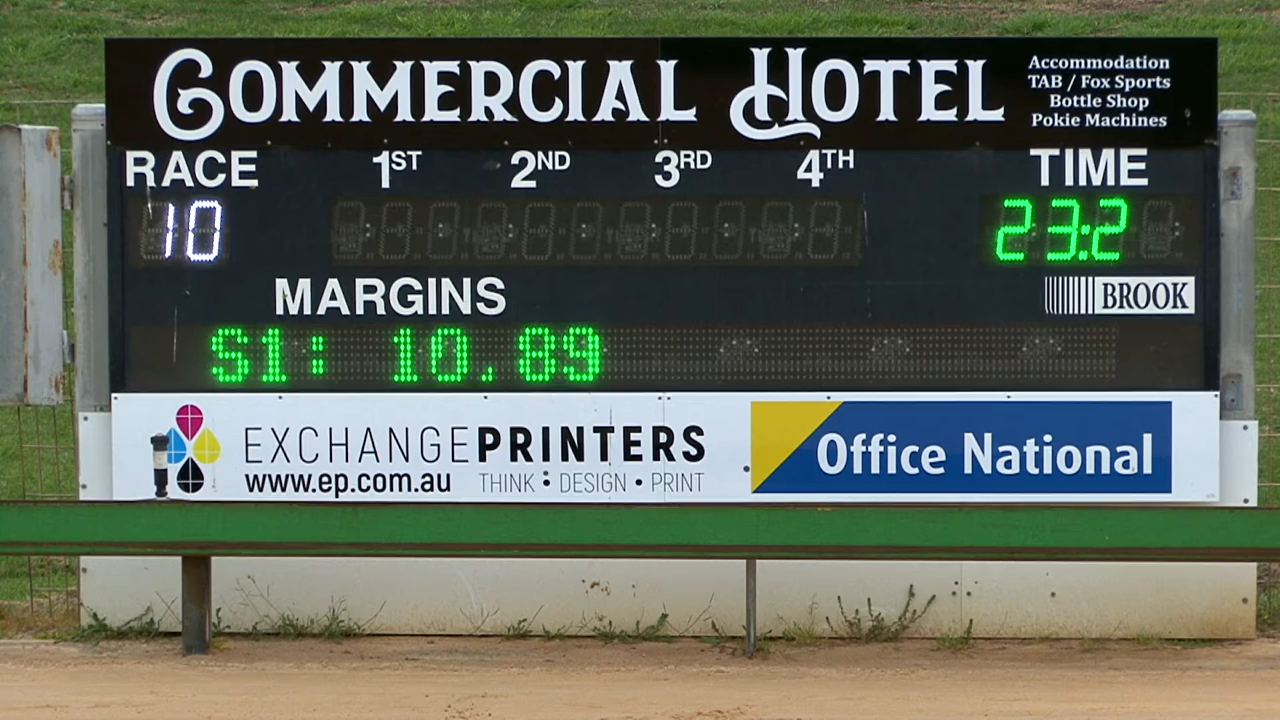 COMMERCIAL HOTEL
Accommodation
TAB / Fox Sports
Bottle Shop
Pokie Machines
RACE 1ST 2ND 3RD 4TH TIME
10 23:2
MARGINS BROOK
S1: 10.89
EXCHANGEPRINTERS
www.ep.com.au THINK • DESIGN • PRINT
Office National